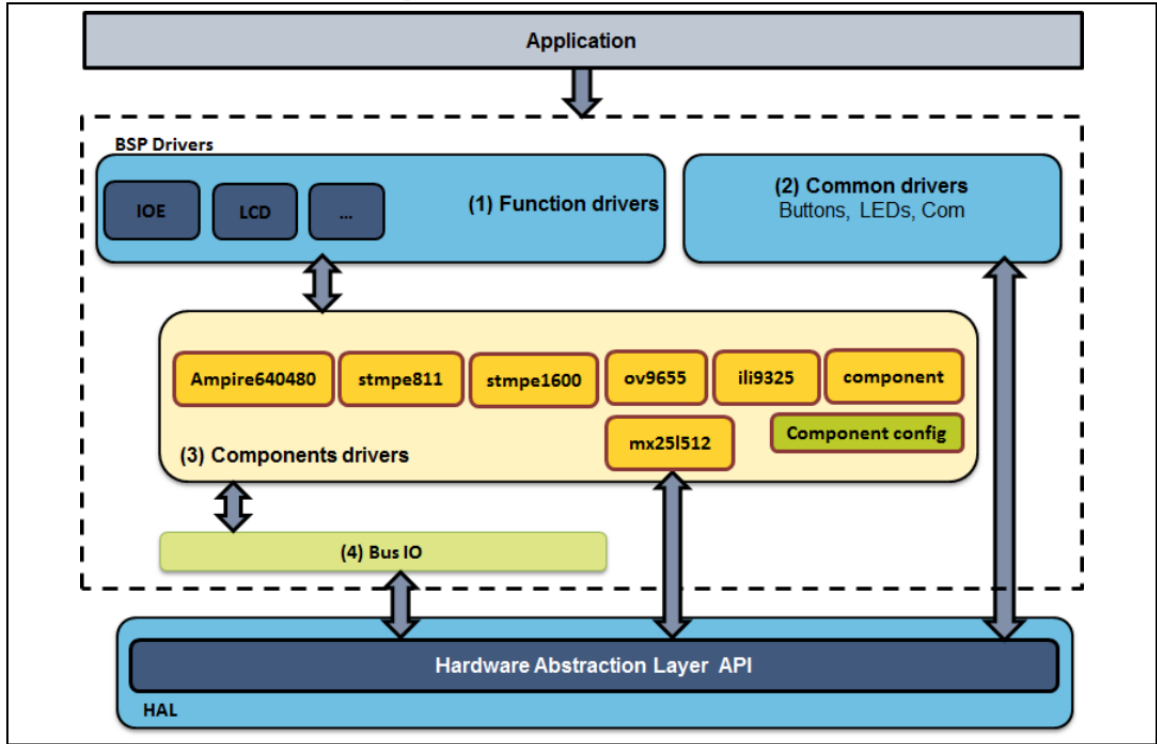 Application
BSP Drivers
IOE
LCD
...
(1) Function drivers
(2) Common drivers
Buttons, LEDs, Com
Ampire640480
stmpe811
stmpe1600
ov9655
ili9325
component
mx25l512
Component config
(3) Components drivers
(4) Bus IO
Hardware Abstraction Layer API
HAL